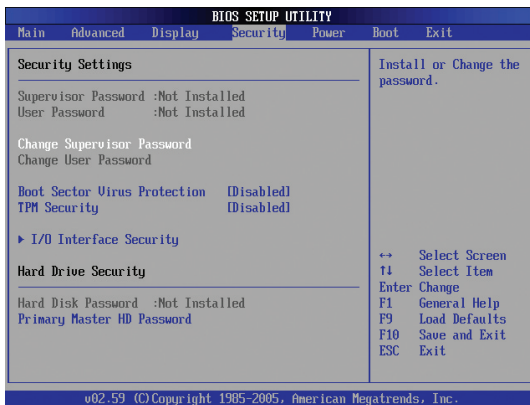 BIOS SETUP UTILITY
Main Advanced Display Security Power Boot Exit
Security Settings
Supervisor Password :Not Installed
User Password :Not Installed
Change Supervisor Password
Change User Password
Boot Sector Virus Protection [Disabled]
TPM Security [Disabled]
▶ I/O Interface Security
Hard Drive Security
Hard Disk Password :Not Installed
Primary Master HD Password
Install or Change the
password.
↔ Select Screen
↑↓ Select Item
Enter Change
F1 General Help
F9 Load Defaults
F10 Save and Exit
ESC Exit
v02.59 (C)Copyright 1985-2005, American Megatrends, Inc.